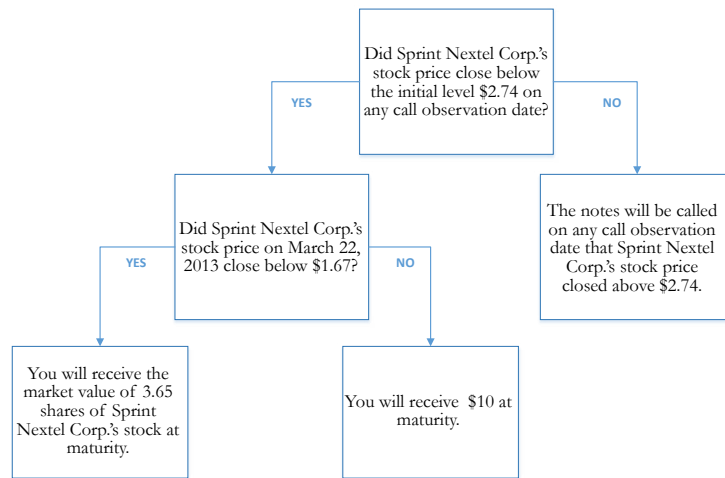 Did Sprint Nextel Corp.'s
stock price close below
the initial level $2.74 on
any call observation date?
YES
NO
Did Sprint Nextel Corp.'s
stock price on March 22,
2013 close below $1.67?
The notes will be called
on any call observation
date that Sprint Nextel
Corp.'s stock price
closed above $2.74.
YES
NO
You will receive the
market value of 3.65
shares of Sprint
Nextel Corp.'s stock at
maturity.
You will receive $10 at
maturity.